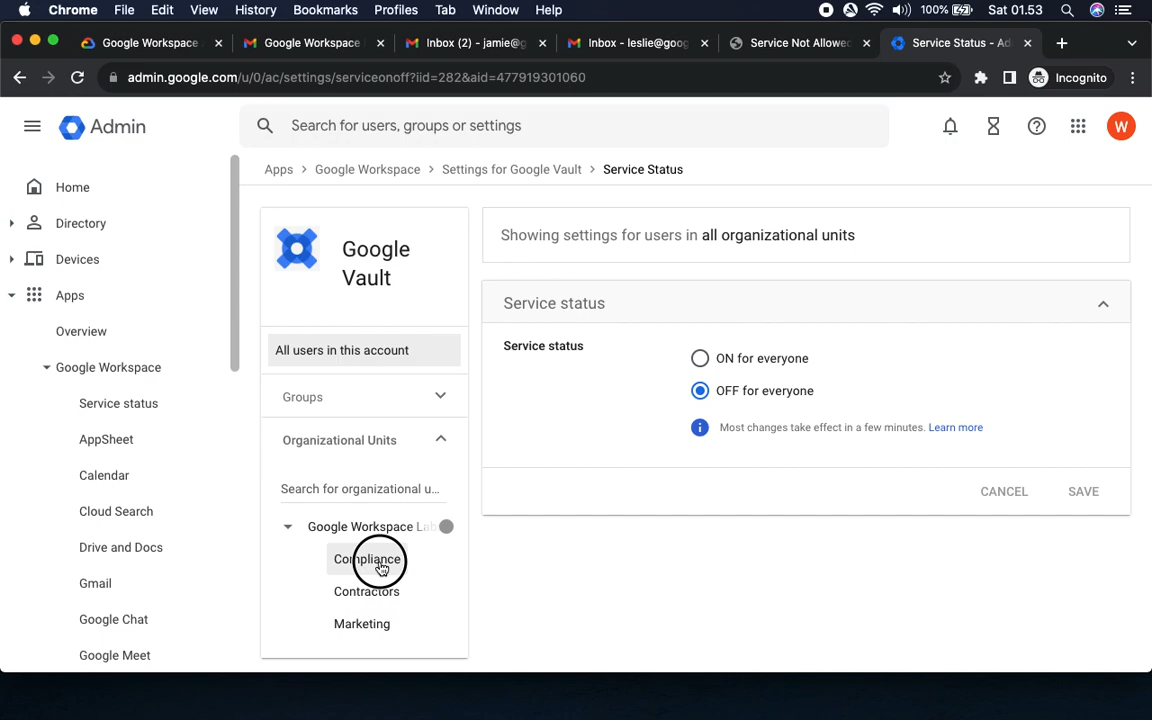 Chrome File Edit View History Bookmarks Profiles Tab Window Help 100% Sat 01.53
Google Workspace Google Workspace Inbox (2) - jamie@g Inbox - leslie@goog Service Not Allowed Service Status - Ad
admin.google.com/u/0/ac/settings/serviceonoff?iid=282&aid=477919301060 Incognito
Admin Search for users, groups or settings W
Apps > Google Workspace > Settings for Google Vault > Service Status
Home
Directory
Devices
Apps
Overview
Google Workspace
Service status
AppSheet
Calendar
Cloud Search
Drive and Docs
Gmail
Google Chat
Google Meet
Google
Vault
All users in this account
Groups
Organizational Units
Search for organizational u...
Google Workspace Lab
Compliance
Contractors
Marketing
Showing settings for users in all organizational units
Service status
Service status
ON for everyone
OFF for everyone
Most changes take effect in a few minutes. Learn more
CANCEL SAVE